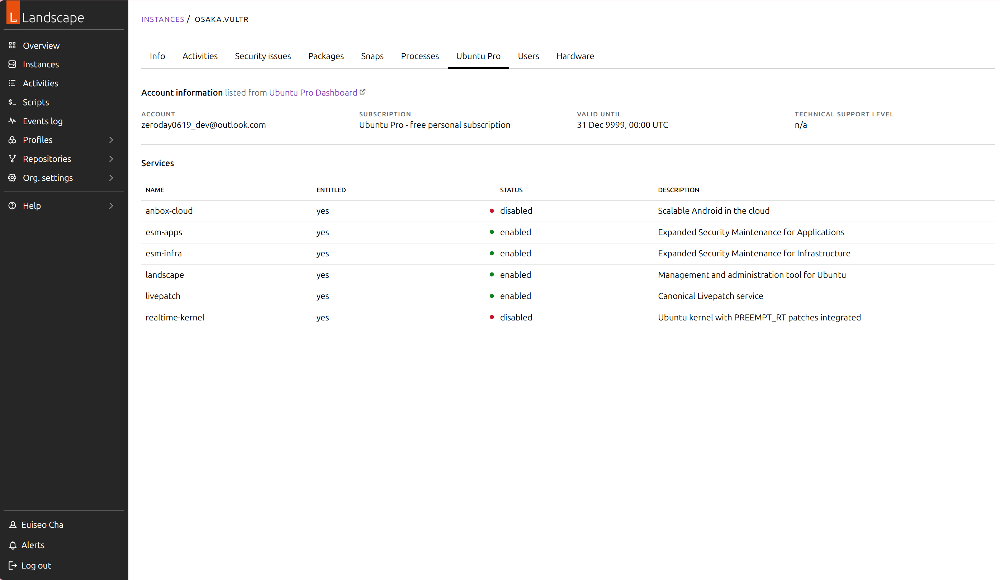 Landscape
Overview
Instances
Activities
Scripts
Events log
Profiles
Repositories
Org. settings
Help
Euiseo Cha
Alerts
Log out
INSTANCES / OSAKA.VULTR
Info Activities Security issues Packages Snaps Processes Ubuntu Pro Users Hardware
Account information listed from Ubuntu Pro Dashboard
ACCOUNT SUBSCRIPTION VALID UNTIL TECHNICAL SUPPORT LEVEL
zeroday0619_dev@outlook.com Ubuntu Pro - free personal subscription 31 Dec 9999, 00:00 UTC n/a
Services
NAME ENTITLED STATUS DESCRIPTION
anbox-cloud yes disabled Scalable Android in the cloud
esm-apps yes enabled Expanded Security Maintenance for Applications
esm-infra yes enabled Expanded Security Maintenance for Infrastructure
landscape yes enabled Management and administration tool for Ubuntu
livepatch yes enabled Canonical Livepatch service
realtime-kernel yes disabled Ubuntu kernel with PREEMPT_RT patches integrated